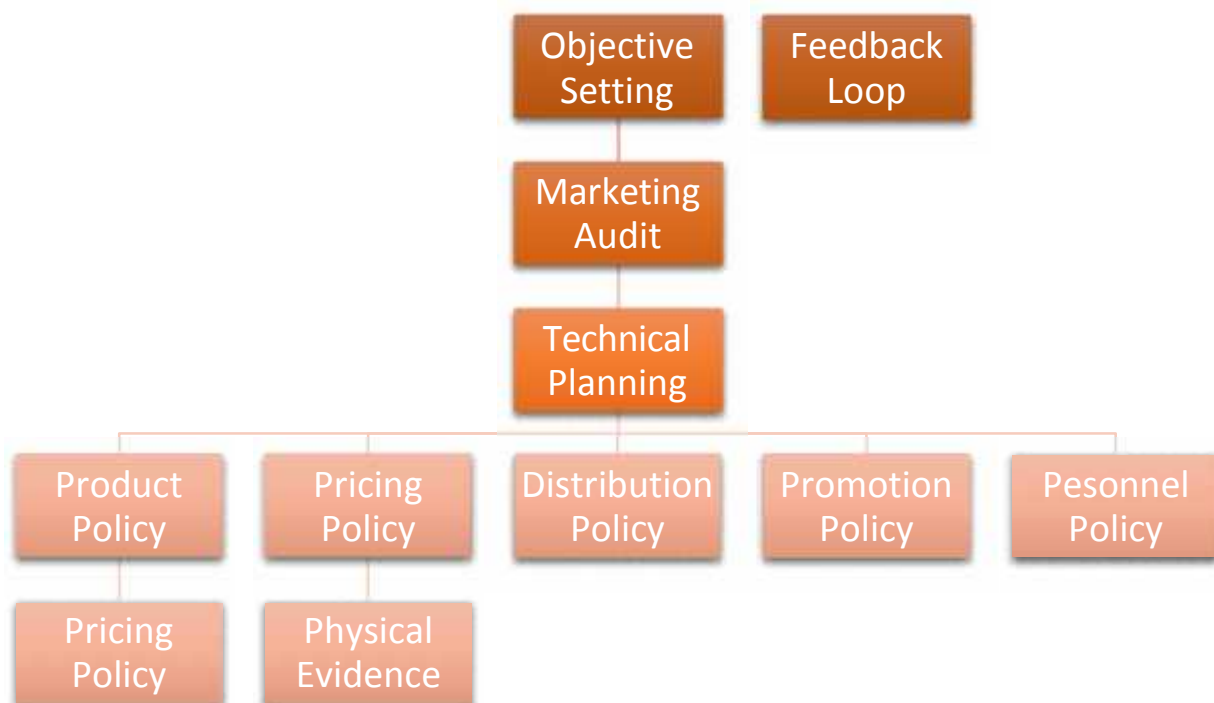 Objective
Setting
Feedback
Loop
Marketing
Audit
Technical
Planning
Product
Policy
Pricing
Policy
Distribution
Policy
Promotion
Policy
Pesonnel
Policy
Pricing
Policy
Physical
Evidence